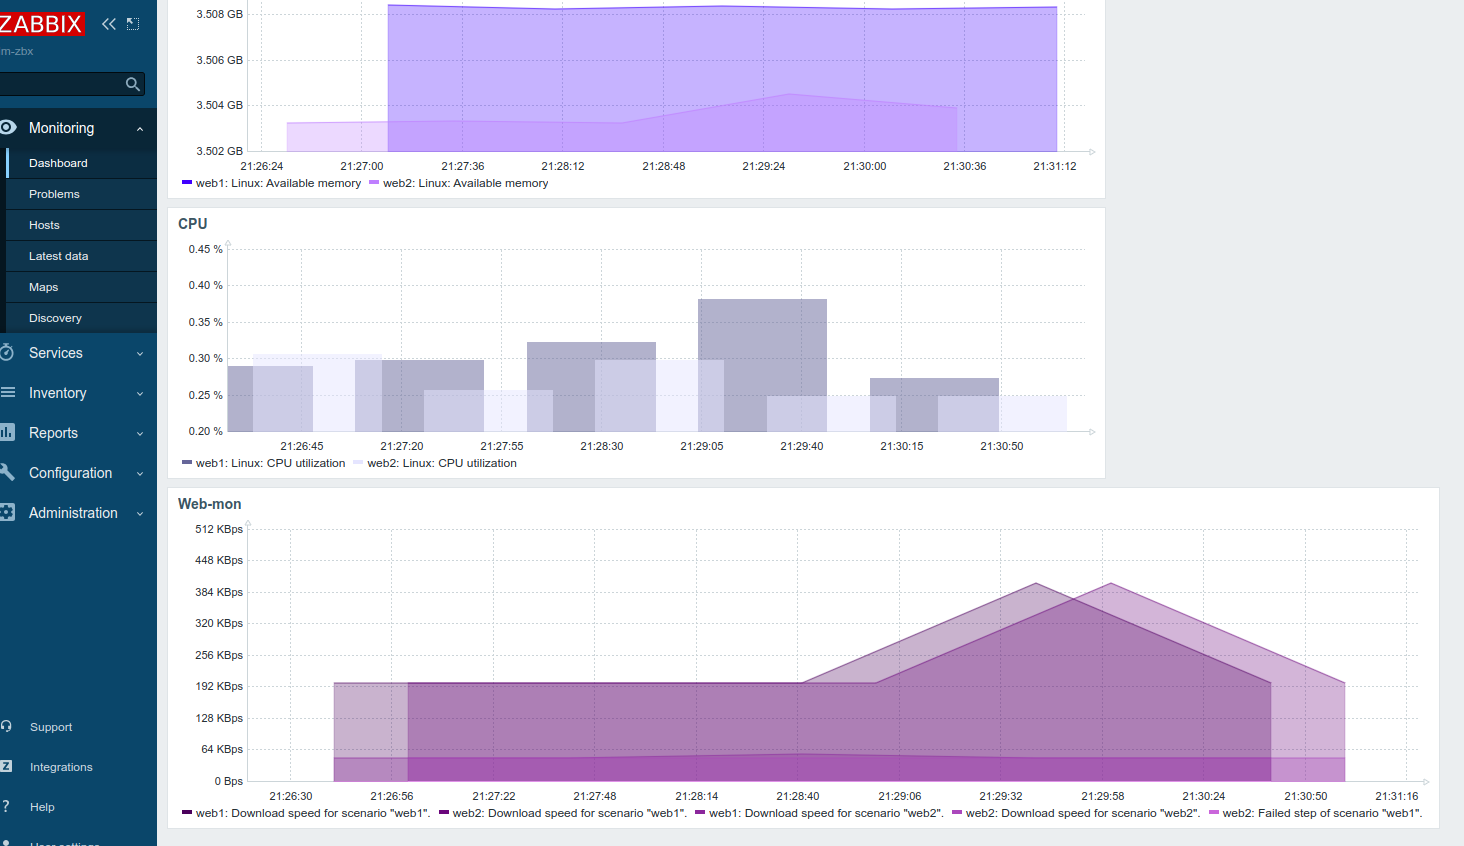 ZABBIX
m-zbx
Monitoring
Dashboard
Problems
Hosts
Latest data
Maps
Discovery
Services
Inventory
Reports
Configuration
Administration
Support
Z Integrations
? Help
3.508 GB
3.506 GB
3.504 GB
3.502 GB
21:26:24 21:27:00 21:27:36 21:28:12 21:28:48 21:29:24 21:30:00 21:30:36 21:31:12
web1: Linux: Available memory web2: Linux: Available memory
CPU
0.45 %
0.40 %
0.35 %
0.30 %
0.25 %
0.20 %
21:26:45 21:27:20 21:27:55 21:28:30 21:29:05 21:29:40 21:30:15 21:30:50
web1: Linux: CPU utilization web2: Linux: CPU utilization
Web-mon
512 KBps
448 KBps
384 KBps
320 KBps
256 KBps
192 KBps
128 KBps
64 KBps
0 Bps
21:26:30 21:26:56 21:27:22 21:27:48 21:28:14 21:28:40 21:29:06 21:29:32 21:29:58 21:30:24 21:30:50 21:31:16
web1: Download speed for scenario "web1". web2: Download speed for scenario "web1". web1: Download speed for scenario "web2". web2: Download speed for scenario "web2". web2: Failed step of scenario "web1".